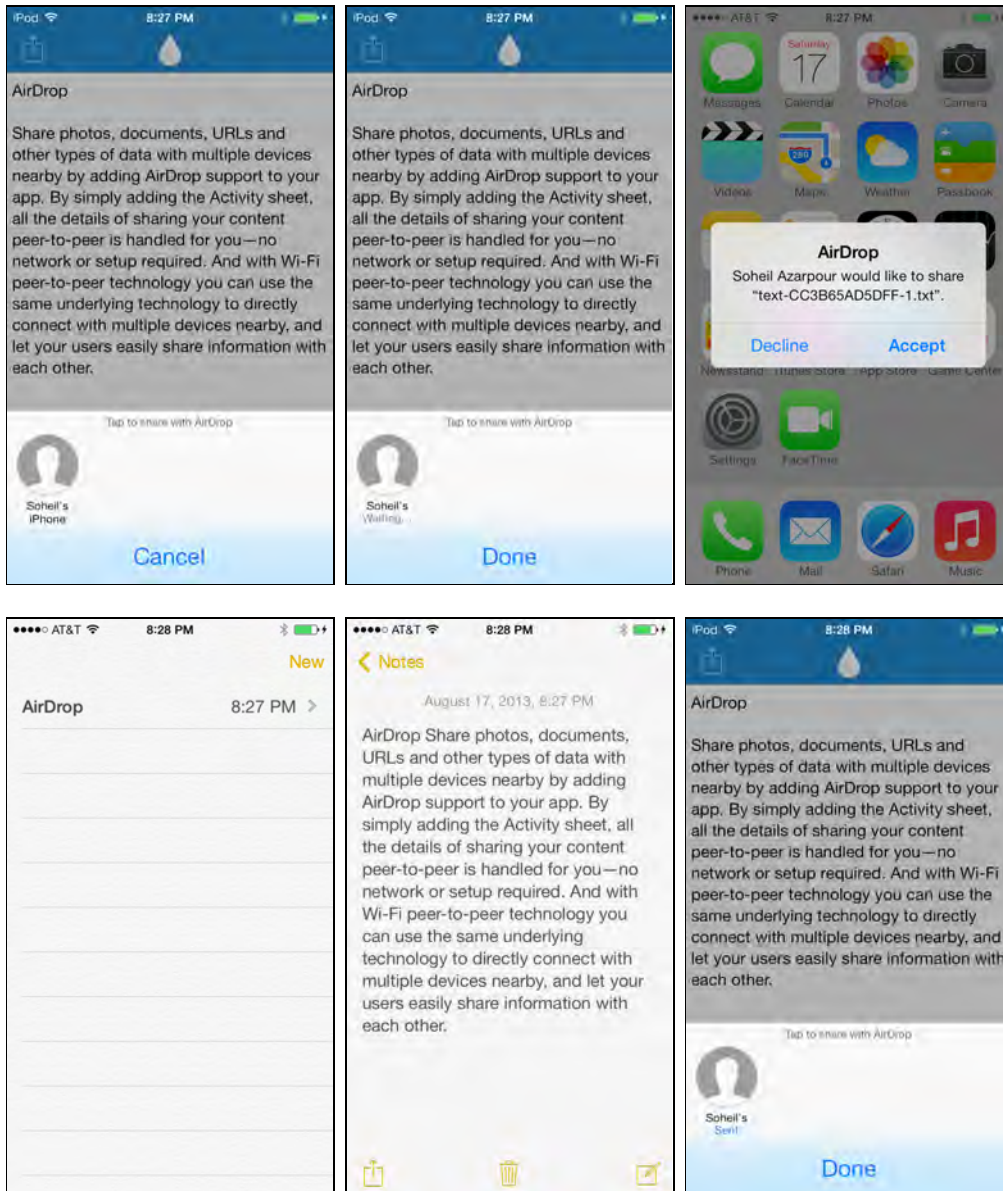 iPod 8:27 PM
AirDrop
Share photos, documents, URLs and
other types of data with multiple devices
nearby by adding AirDrop support to your
app. By simply adding the Activity sheet,
all the details of sharing your content
peer-to-peer is handled for you—no
network or setup required. And with Wi-Fi
peer-to-peer technology you can use the
same underlying technology to directly
connect with multiple devices nearby, and
let your users easily share information with
each other.
Tap to share with AirDrop
Soheil's
iPhone
Cancel
iPod 8:27 PM
AirDrop
Share photos, documents, URLs and
other types of data with multiple devices
nearby by adding AirDrop support to your
app. By simply adding the Activity sheet,
all the details of sharing your content
peer-to-peer is handled for you—no
network or setup required. And with Wi-Fi
peer-to-peer technology you can use the
same underlying technology to directly
connect with multiple devices nearby, and
let your users easily share information with
each other.
Tap to share with AirDrop
Soheil's
Waiting...
Done
AT&T 8:27 PM
Saturday
17
Messages Calendar Photos Camera
280
Videos Maps Weather Passbook
AirDrop
Soheil Azarpour would like to share
“text-CC3B65AD5DFF-1.txt”.
Decline Accept
Newsstand iTunes Store App Store Game Center
Settings FaceTime
Phone Mail Safari Music
AT&T 8:28 PM
New
AirDrop 8:27 PM
AT&T 8:28 PM
Notes
August 17, 2013, 8:27 PM
AirDrop Share photos, documents,
URLs and other types of data with
multiple devices nearby by adding
AirDrop support to your app. By
simply adding the Activity sheet, all
the details of sharing your content
peer-to-peer is handled for you—no
network or setup required. And with
Wi-Fi peer-to-peer technology you
can use the same underlying
technology to directly connect with
multiple devices nearby, and let your
users easily share information with
each other.
iPod 8:28 PM
AirDrop
Share photos, documents, URLs and
other types of data with multiple devices
nearby by adding AirDrop support to your
app. By simply adding the Activity sheet,
all the details of sharing your content
peer-to-peer is handled for you—no
network or setup required. And with Wi-Fi
peer-to-peer technology you can use the
same underlying technology to directly
connect with multiple devices nearby, and
let your users easily share information with
each other.
Tap to share with AirDrop
Soheil's
Sent
Done